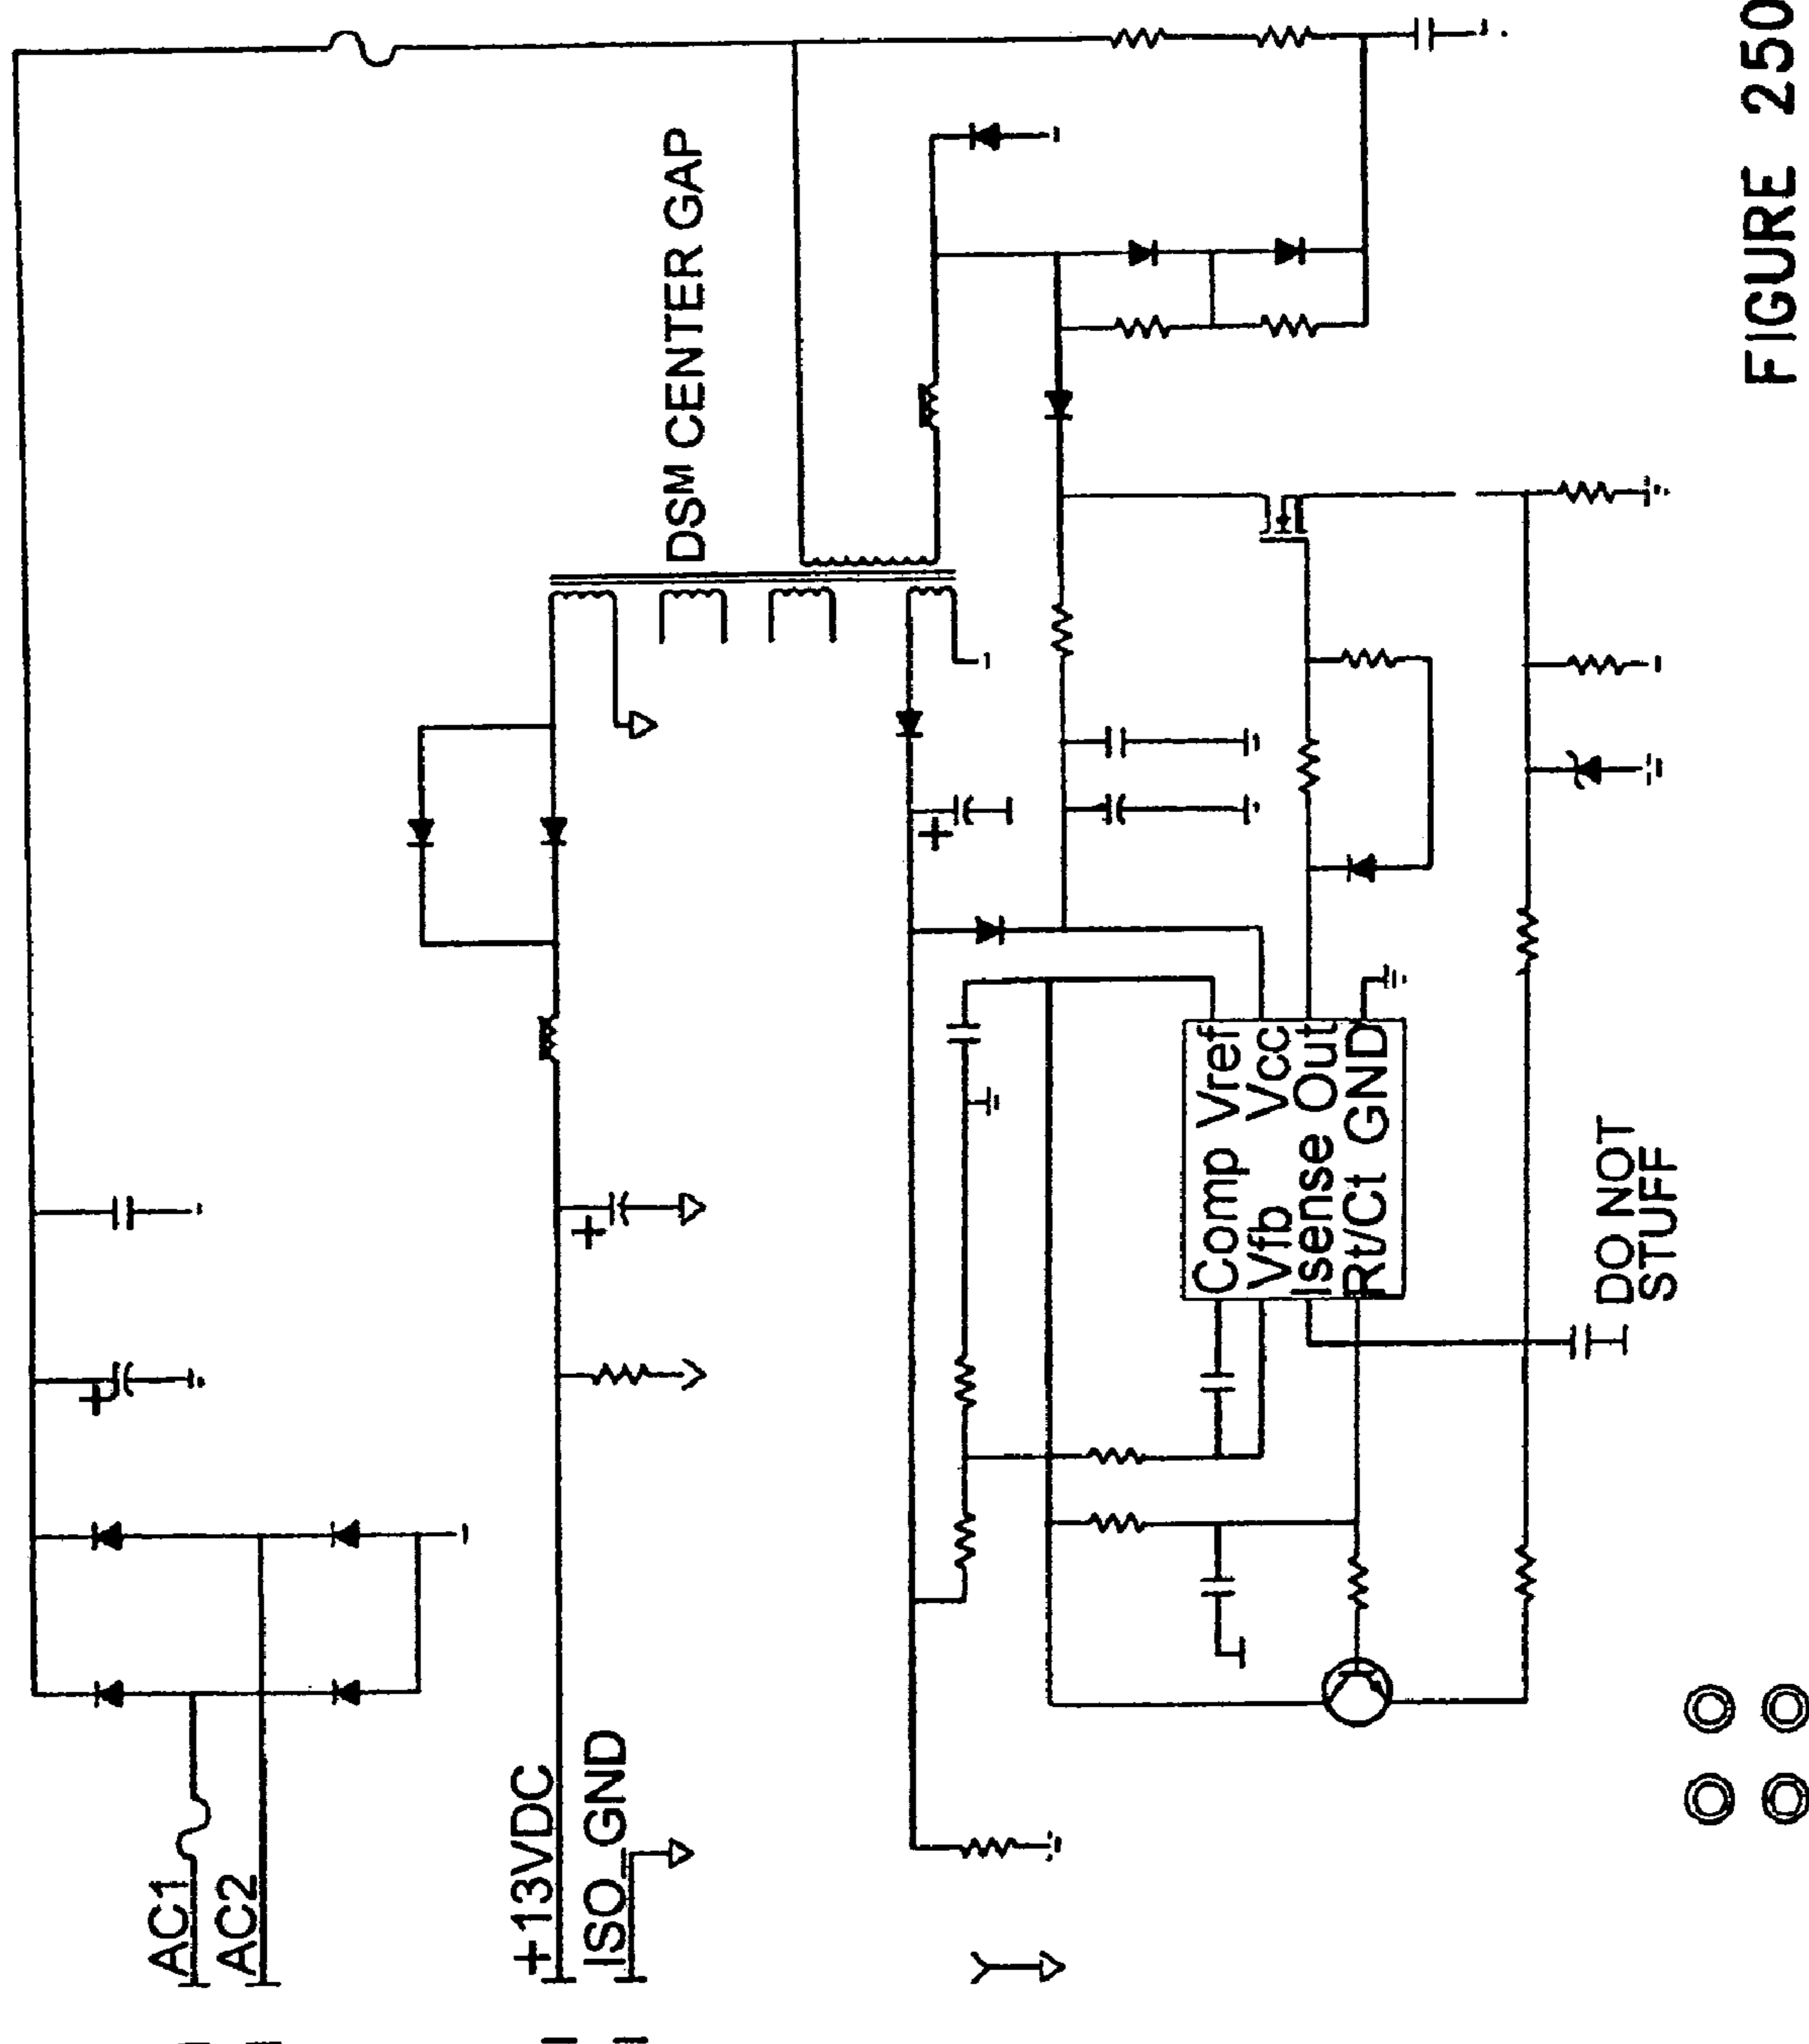 AC1
AC2
+13VDC
ISO_GND
DSM CENTER GAP
+
+
+
Comp Vref
Vfb Vcc
Isense Out
Rt/Ct GND
DO NOT
STUFF
FIGURE 250